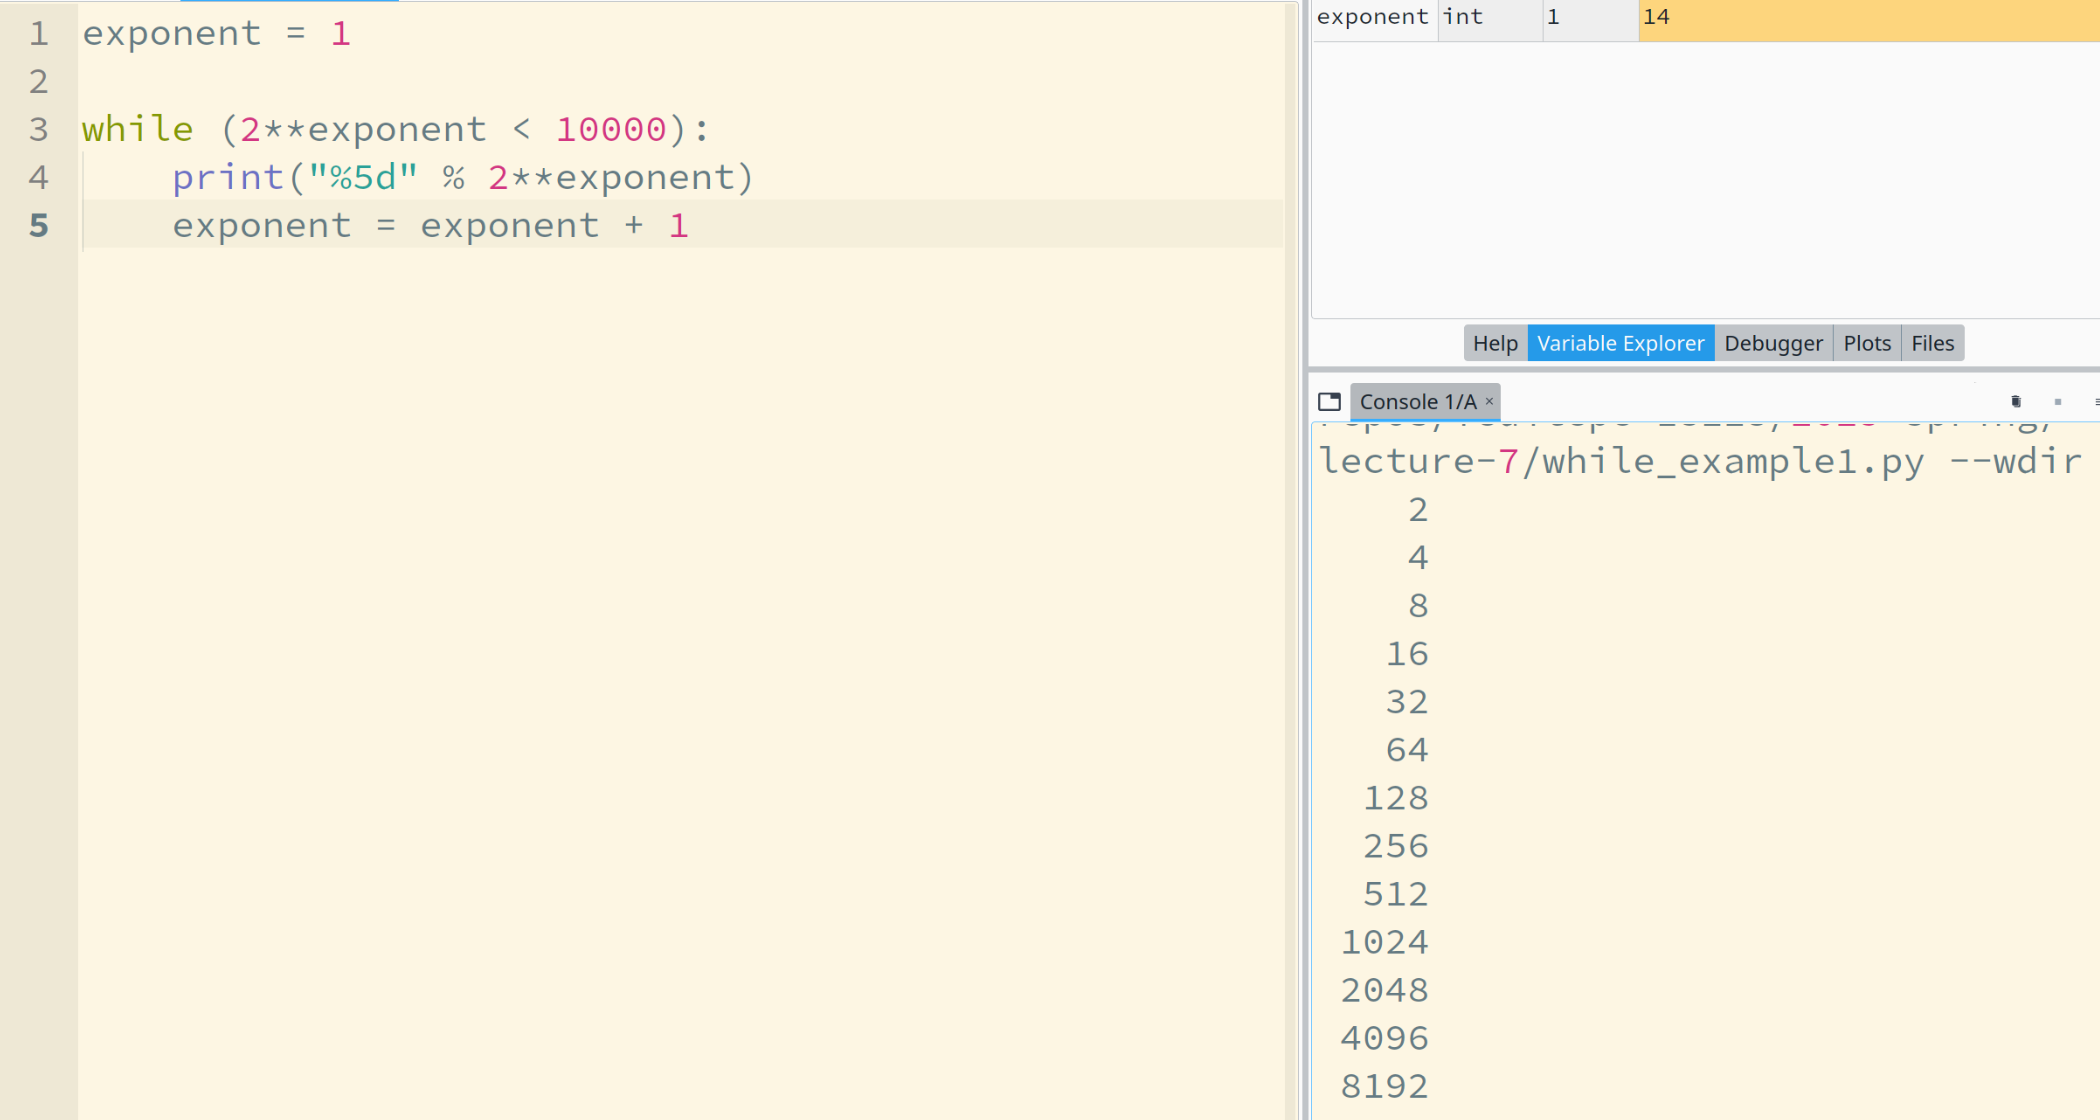 1 exponent = 1
2
3 while (2**exponent < 10000):
4 print("%5d" % 2**exponent)
5 exponent = exponent + 1
exponent int 1 14
Help Variable Explorer Debugger Plots Files
Console 1/A ×
lecture-7/while_example1.py --wdir
2
4
8
16
32
64
128
256
512
1024
2048
4096
8192